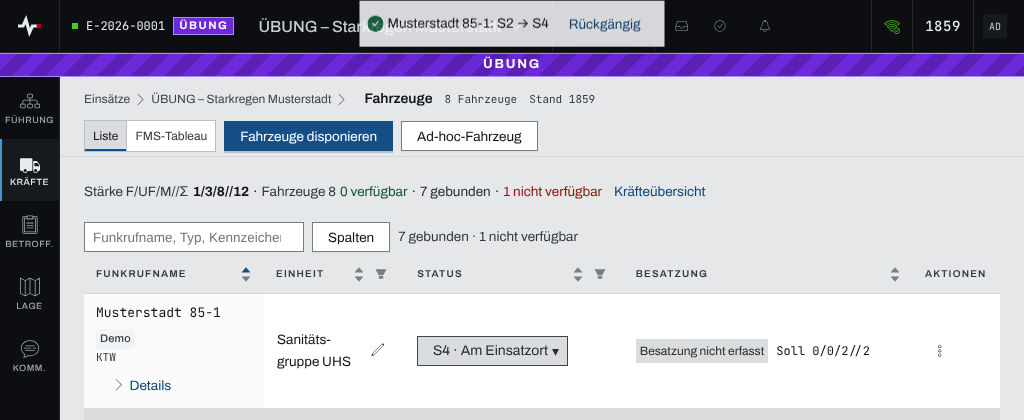 E-2026-0001 ÜBUNG ÜBUNG – Starkregen Musterstadt
Musterstadt 85-1: S2 → S4 Rückgängig
1859 AD
ÜBUNG
FÜHRUNG
KRÄFTE
BETROFF.
LAGE
KOMM.
Einsätze ÜBUNG – Starkregen Musterstadt Fahrzeuge 8 Fahrzeuge Stand 1859
Liste FMS-Tableau Fahrzeuge disponieren Ad-hoc-Fahrzeug
Stärke F/UF/M//Σ 1/3/8//12 · Fahrzeuge 8 0 verfügbar · 7 gebunden · 1 nicht verfügbar Kräfteübersicht
Funkrufname, Typ, Kennzeichen Spalten 7 gebunden · 1 nicht verfügbar
FUNKRUFNAME EINHEIT STATUS BESATZUNG AKTIONEN
Musterstadt 85-1
Demo
KTW
Details
Sanitäts-
gruppe UHS
S4 · Am Einsatzort ▾
Besatzung nicht erfasst Soll 0/0/2//2